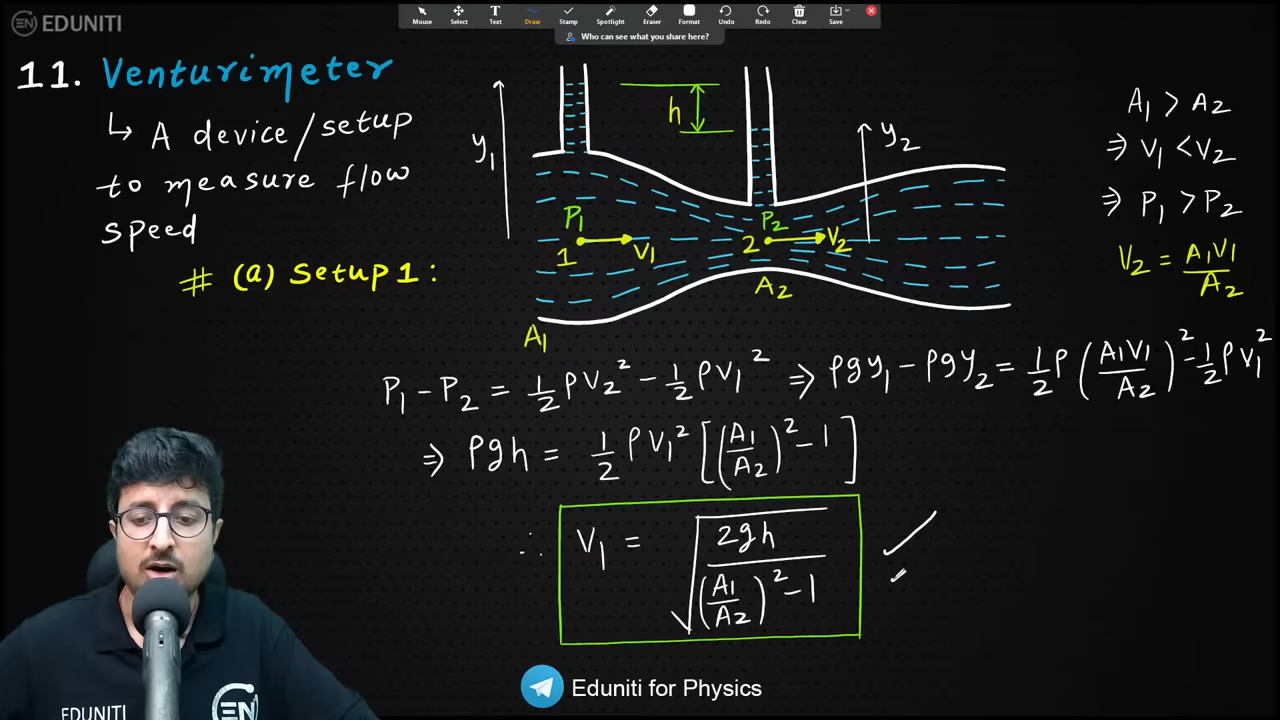 EN EDUNITI
Mouse Select Text Draw Stamp Spotlight Eraser Format Undo Redo Clear Save
Who can see what you share here?
11. Venturimeter
↳ A device/setup
to measure flow
speed
# (a) Setup 1:
y₁
h
y₂
P₁
1
V₁
P₂
2
V₂
A₁
A₂
A₁ > A₂
⇒ V₁ < V₂
⇒ P₁ > P₂
V₂ = A₁V₁/A₂
P₁ - P₂ = 1/2 ρV₂² - 1/2 ρV₁² ⇒ ρgy₁ - ρgy₂ = 1/2 ρ (A₁V₁/A₂)² - 1/2 ρV₁²
⇒ ρgh = 1/2 ρV₁² [(A₁/A₂)² - 1]
∴ V₁ = √(2gh/((A₁/A₂)² - 1))
EDUNITI
EN
Eduniti for Physics